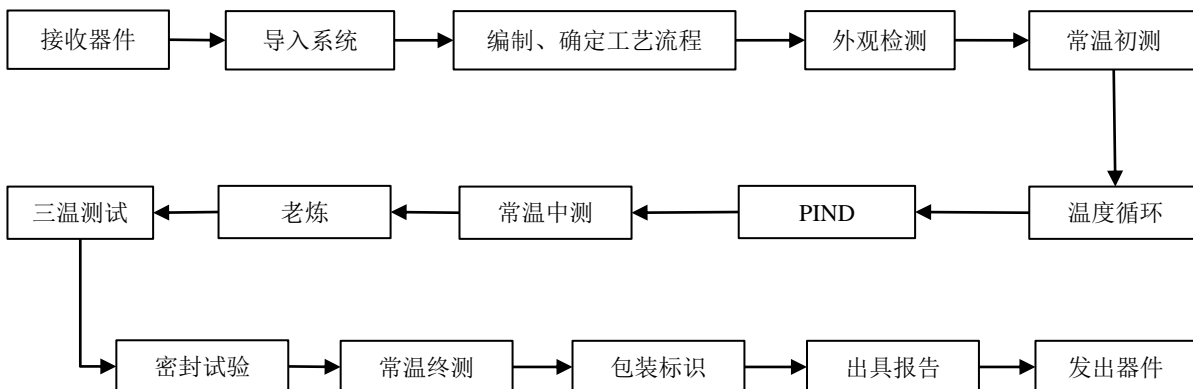 接收器件
导入系统
编制、确定工艺流程
外观检测
常温初测
温度循环
PIND
常温中测
老炼
三温测试
密封试验
常温终测
包装标识
出具报告
发出器件